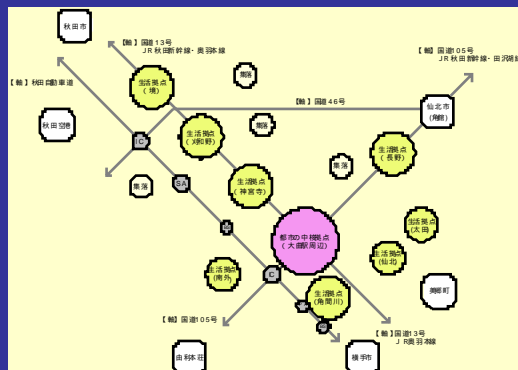 秋田市
【軸】国道13号
JR秋田新幹線・奥羽本線
【軸】国道105号
JR秋田新幹線・田沢湖線
【軸】秋田自動車道
生活拠点
(境)
集落
【軸】国道46号
仙北市
(角館)
秋田空港
IC
生活拠点
(刈和野)
集落
生活拠点
(長野)
集落
SA
生活拠点
(神宮寺)
集落
都市の中核拠点
(大曲駅周辺)
生活拠点
(太田)
生活拠点
(仙北)
生活拠点
(南外)
IC
美郷町
生活拠点
(角間川)
【軸】国道105号
【軸】国道13号
JR奥羽本線
由利本荘
横手市